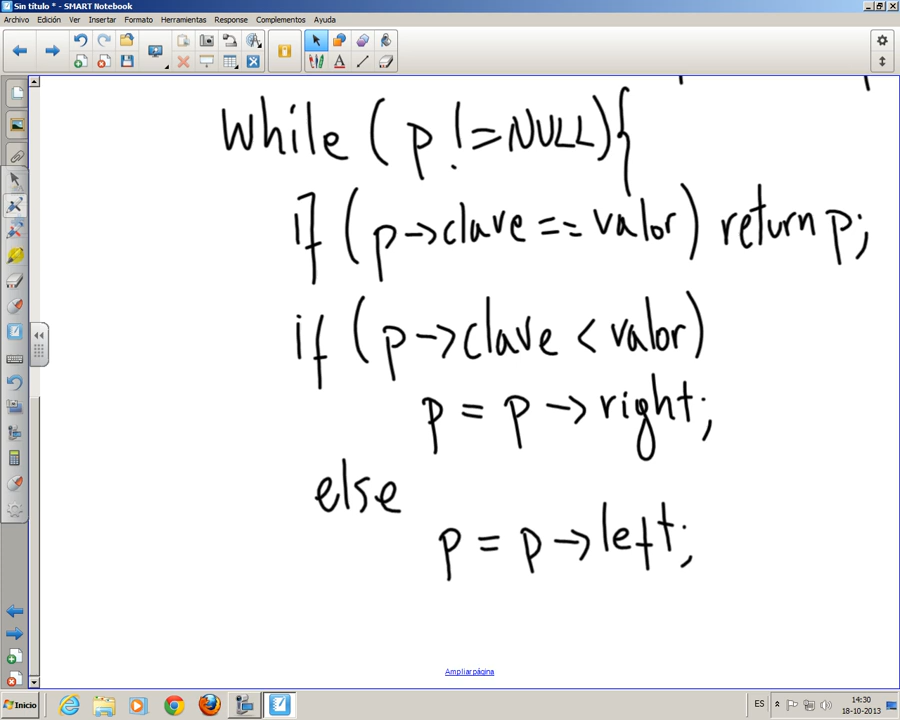 Sin título * - SMART Notebook
Archivo Edición Ver Insertar Formato Herramientas Response Complementos Ayuda
while ( p != NULL){
if ( p->clave == valor) return p;
if ( p->clave < valor)
p = p -> right;
else
p = p -> left;
Ampliar página
Inicio
ES
14:30
18-10-2013